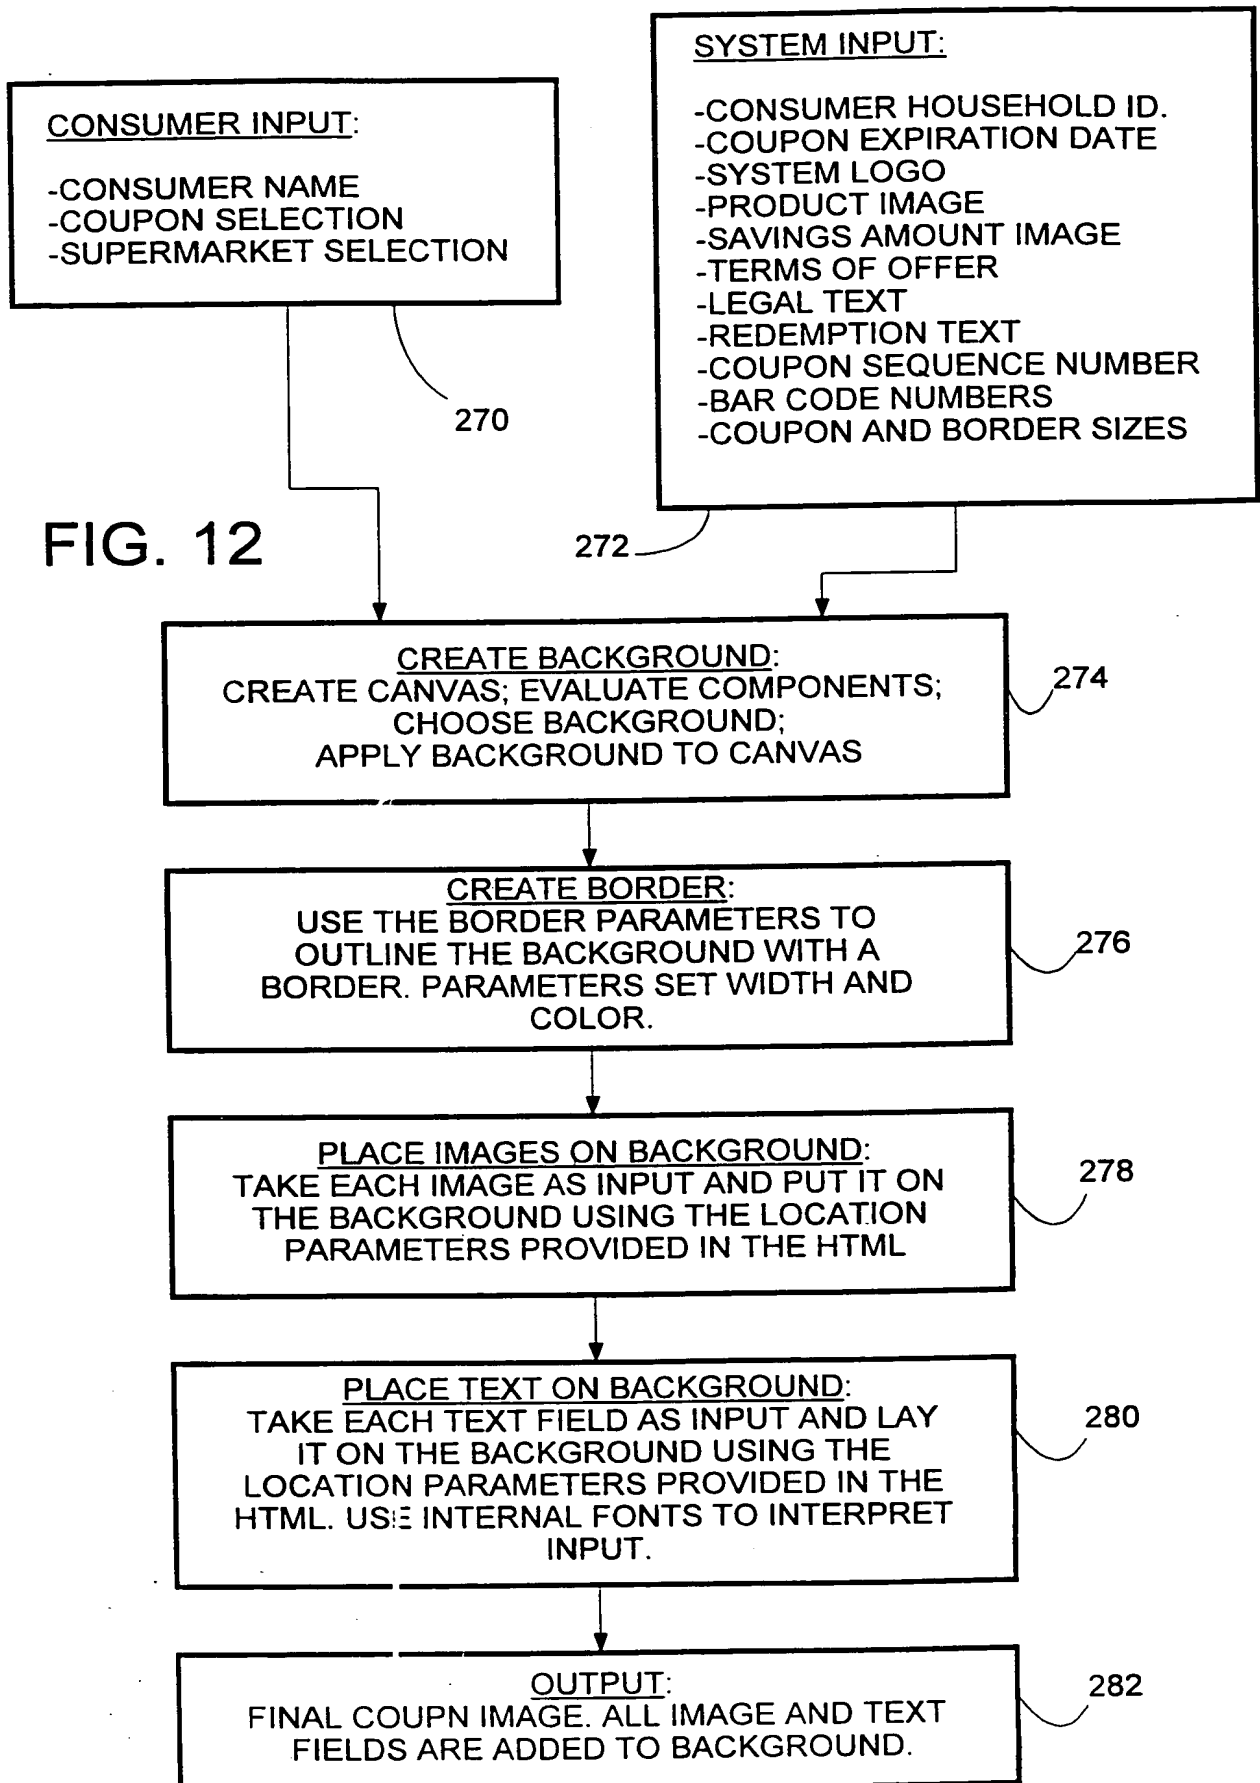 SYSTEM INPUT:
-CONSUMER HOUSEHOLD ID.
-COUPON EXPIRATION DATE
-SYSTEM LOGO
-PRODUCT IMAGE
-SAVINGS AMOUNT IMAGE
-TERMS OF OFFER
-LEGAL TEXT
-REDEMPTION TEXT
-COUPON SEQUENCE NUMBER
-BAR CODE NUMBERS
-COUPON AND BORDER SIZES
CONSUMER INPUT:
-CONSUMER NAME
-COUPON SELECTION
-SUPERMARKET SELECTION
270
272
FIG. 12
CREATE BACKGROUND:
CREATE CANVAS; EVALUATE COMPONENTS;
CHOOSE BACKGROUND;
APPLY BACKGROUND TO CANVAS
274
CREATE BORDER:
USE THE BORDER PARAMETERS TO
OUTLINE THE BACKGROUND WITH A
BORDER. PARAMETERS SET WIDTH AND
COLOR.
276
PLACE IMAGES ON BACKGROUND:
TAKE EACH IMAGE AS INPUT AND PUT IT ON
THE BACKGROUND USING THE LOCATION
PARAMETERS PROVIDED IN THE HTML
278
PLACE TEXT ON BACKGROUND:
TAKE EACH TEXT FIELD AS INPUT AND LAY
IT ON THE BACKGROUND USING THE
LOCATION PARAMETERS PROVIDED IN THE
HTML. USE INTERNAL FONTS TO INTERPRET
INPUT.
280
OUTPUT:
FINAL COUPN IMAGE. ALL IMAGE AND TEXT
FIELDS ARE ADDED TO BACKGROUND.
282